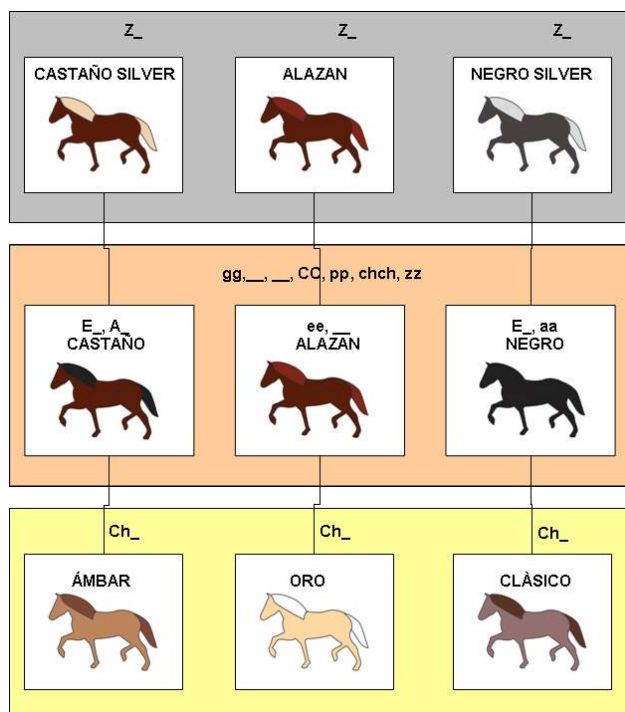 Z_ Z_ Z_
CASTAÑO SILVER ALAZAN NEGRO SILVER
gg,__, __, CC, pp, chch, zz
E_, A_ ee, __ E_, aa
CASTAÑO ALAZAN NEGRO
Ch_ Ch_ Ch_
ÁMBAR ORO CLÀSICO